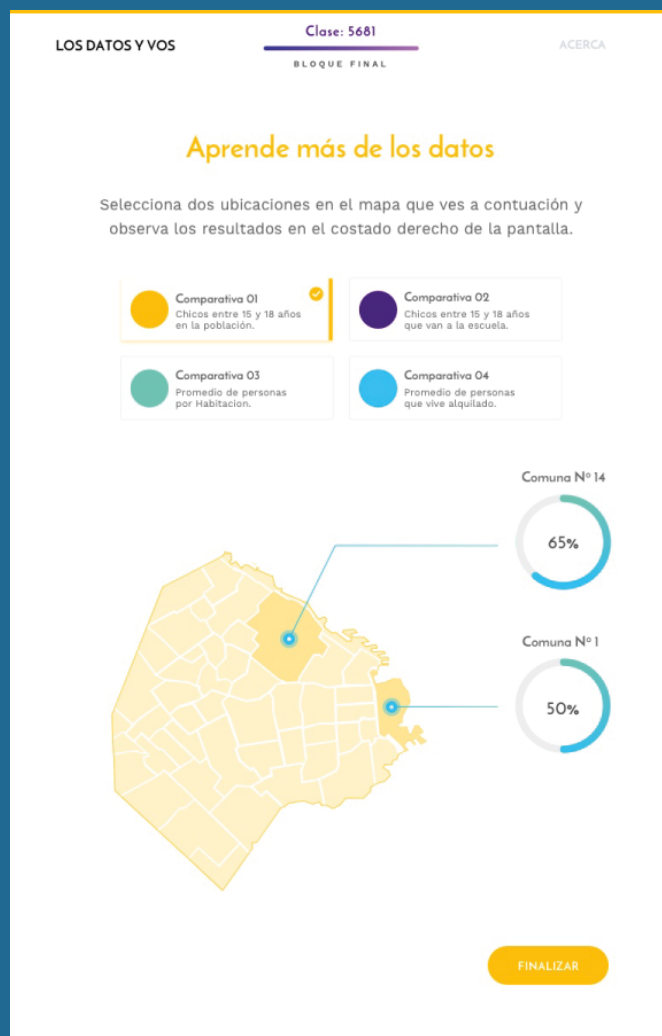 LOS DATOS Y VOS
Clase: 5681
BLOQUE FINAL
ACERCA
Aprende más de los datos
Selecciona dos ubicaciones en el mapa que ves a contuación y
observa los resultados en el costado derecho de la pantalla.
Comparativa 01
Chicos entre 15 y 18 años
en la población.
Comparativa 02
Chicos entre 15 y 18 años
que van a la escuela.
Comparativa 03
Promedio de personas
por Habitacion.
Comparativa 04
Promedio de personas
que vive alquilado.
Comuna Nº 14
65%
Comuna Nº 1
50%
FINALIZAR